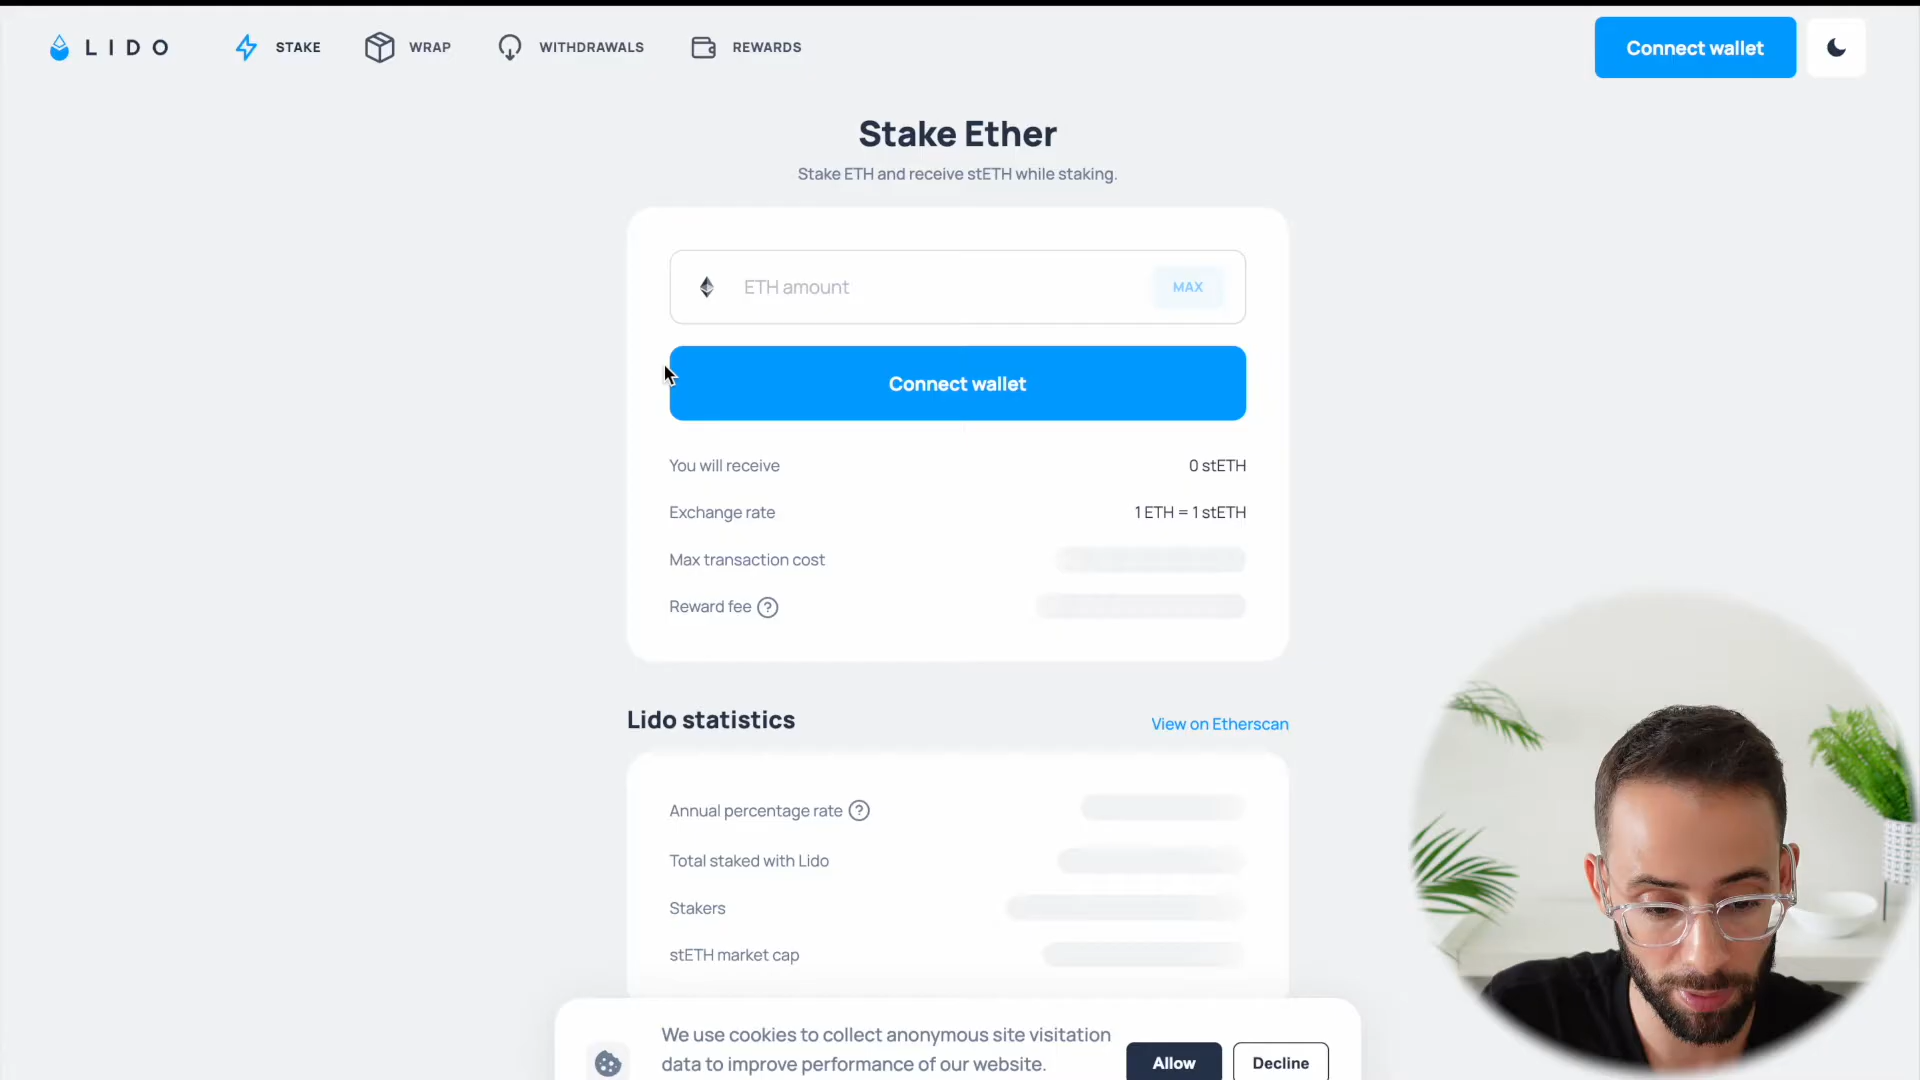 LIDO
STAKE
WRAP
WITHDRAWALS
REWARDS
Connect wallet
Stake Ether
Stake ETH and receive stETH while staking.
ETH amount
MAX
Connect wallet
You will receive
0 stETH
Exchange rate
1 ETH = 1 stETH
Max transaction cost
Reward fee ?
Lido statistics
View on Etherscan
Annual percentage rate ?
Total staked with Lido
Stakers
stETH market cap
We use cookies to collect anonymous site visitation
data to improve performance of our website.
Allow
Decline